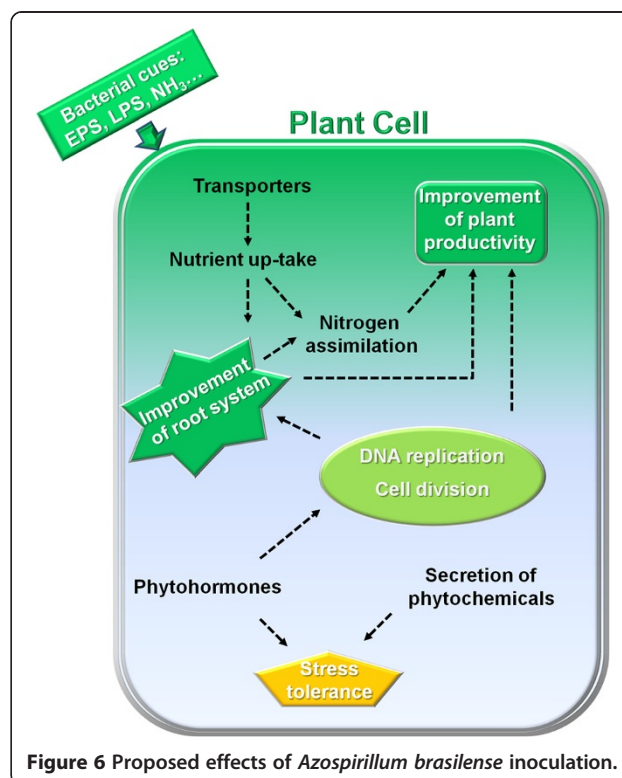 Bacterial cues:
EPS, LPS, NH₃...
Plant Cell
Transporters
Improvement
of plant
productivity
Nutrient up-take
Nitrogen
assimilation
Improvement
of root system
DNA replication
Cell division
Phytohormones
Secretion of
phytochemicals
Stress
tolerance
Figure 6 Proposed effects of Azospirillum brasilense inoculation.